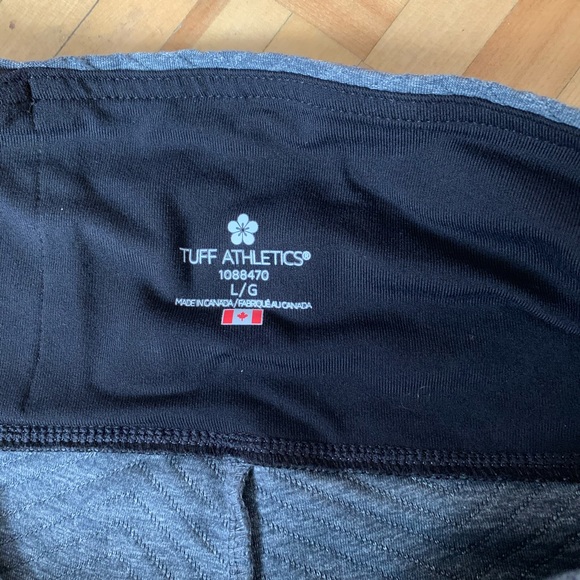 TUFF ATHLETICS®
1088470
L/G
MADE IN CANADA / FABRIQUÉ AU CANADA